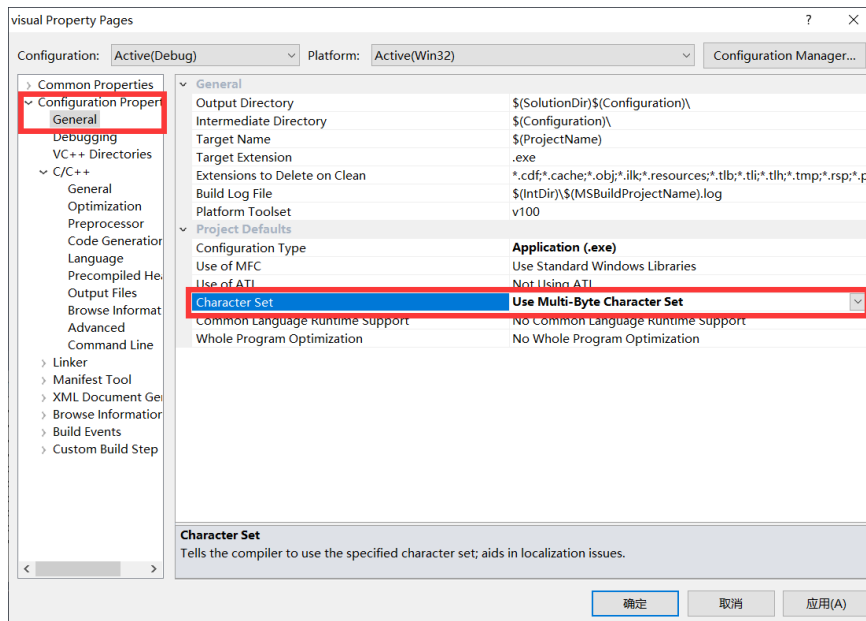 visual Property Pages
Configuration: Active(Debug) Platform: Active(Win32) Configuration Manager...
Common Properties
Configuration Propert
General
Debugging
VC++ Directories
C/C++
General
Optimization
Preprocessor
Code Generation
Language
Precompiled Hea
Output Files
Browse Informat
Advanced
Command Line
Linker
Manifest Tool
XML Document Gen
Browse Information
Build Events
Custom Build Step
General
Output Directory $(SolutionDir)$(Configuration)\
Intermediate Directory $(Configuration)\
Target Name $(ProjectName)
Target Extension .exe
Extensions to Delete on Clean *.cdf;*.cache;*.obj;*.ilk;*.resources;*.tlb;*.tli;*.tlh;*.tmp;*.rsp;*.p
Build Log File $(IntDir)\$(MSBuildProjectName).log
Platform Toolset v100
Project Defaults
Configuration Type Application (.exe)
Use of MFC Use Standard Windows Libraries
Use of ATL Not Using ATL
Character Set Use Multi-Byte Character Set
Common Language Runtime Support No Common Language Runtime Support
Whole Program Optimization No Whole Program Optimization
Character Set
Tells the compiler to use the specified character set; aids in localization issues.
确定 取消 应用(A)